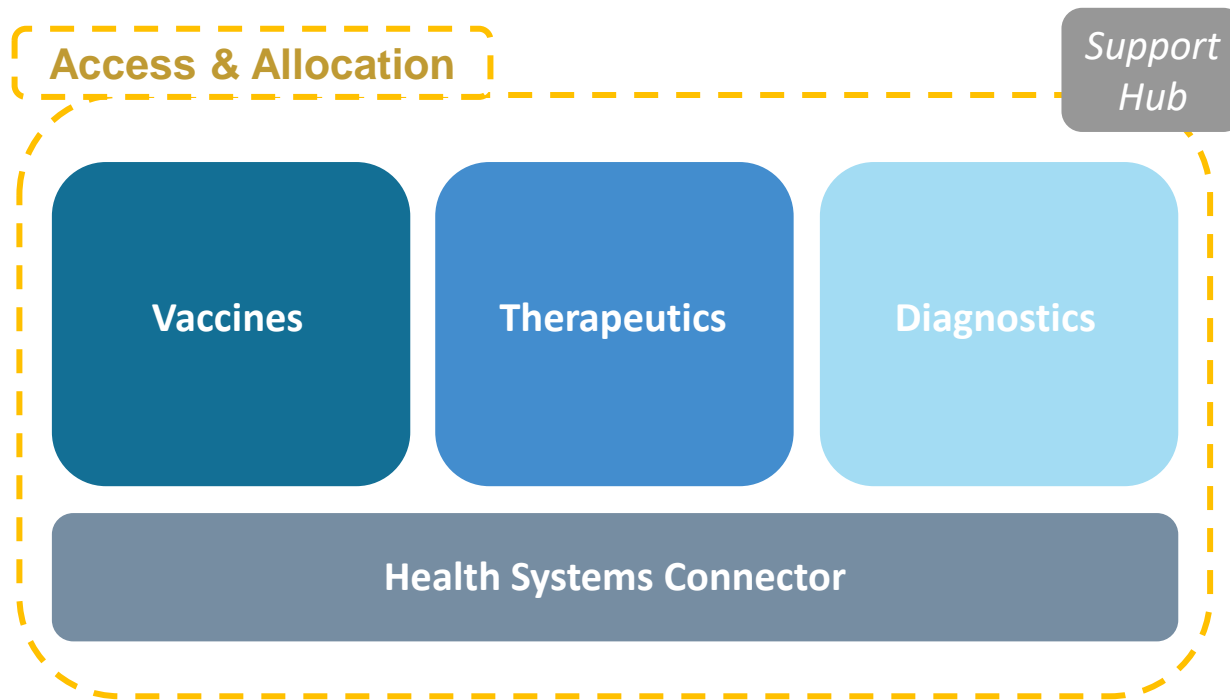 Access & Allocation
Support
Hub
Vaccines
Therapeutics
Diagnostics
Health Systems Connector